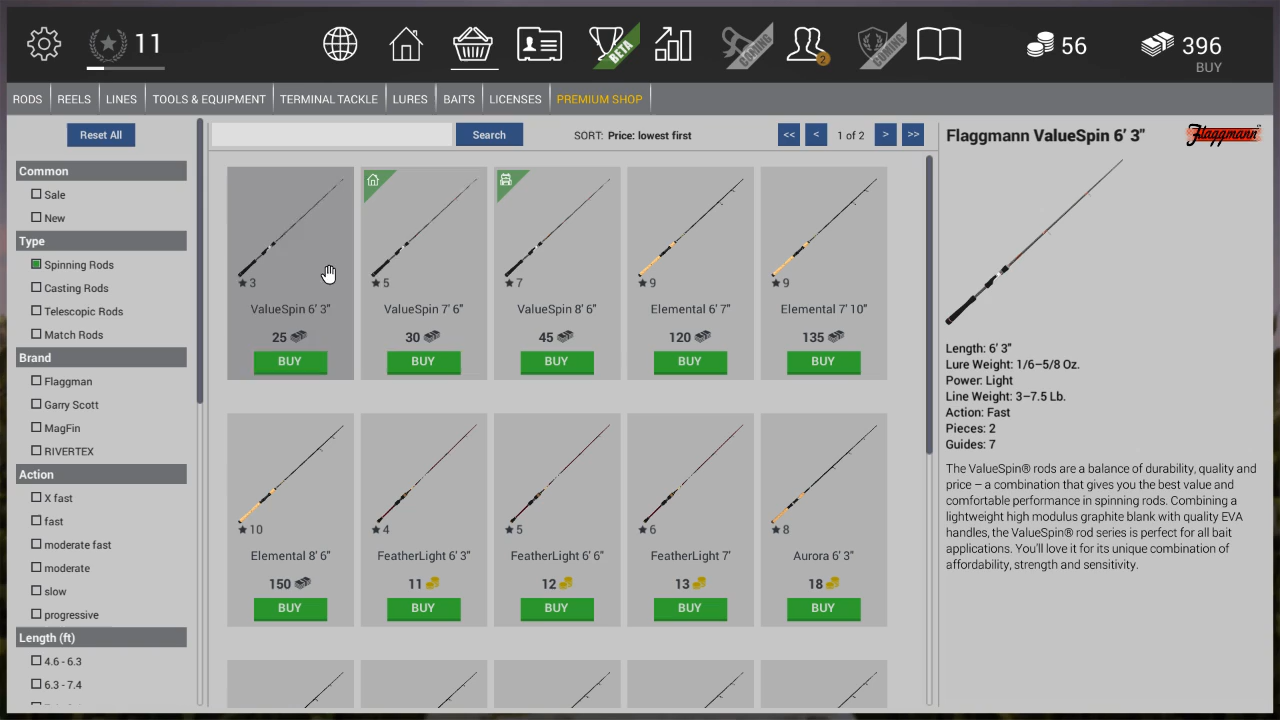 11
BETA
COMING
2
COMING
56
396
BUY
RODS REELS LINES TOOLS & EQUIPMENT TERMINAL TACKLE LURES BAITS LICENSES PREMIUM SHOP
Reset All
Common
Sale
New
Type
Spinning Rods
Casting Rods
Telescopic Rods
Match Rods
Brand
Flaggman
Garry Scott
MagFin
RIVERTEX
Action
X fast
fast
moderate fast
moderate
slow
progressive
Length (ft)
4.6 - 6.3
6.3 - 7.4
Search SORT: Price: lowest first << < 1 of 2 > >>
3 5 7 9 9
ValueSpin 6' 3" ValueSpin 7' 6" ValueSpin 8' 6" Elemental 6' 7" Elemental 7' 10"
25 30 45 120 135
BUY BUY BUY BUY BUY
10 4 5 6 8
Elemental 8' 6" FeatherLight 6' 3" FeatherLight 6' 6" FeatherLight 7' Aurora 6' 3"
150 11 12 13 18
BUY BUY BUY BUY BUY
Flaggmann ValueSpin 6' 3" Flaggmann
Length: 6' 3"
Lure Weight: 1/6–5/8 Oz.
Power: Light
Line Weight: 3–7.5 Lb.
Action: Fast
Pieces: 2
Guides: 7
The ValueSpin® rods are a balance of durability, quality and
price – a combination that gives you the best value and
comfortable performance in spinning rods. Combining a
lightweight high modulus graphite blank with quality EVA
handles, the ValueSpin® rod series is perfect for all bait
applications. You'll love it for its unique combination of
affordability, strength and sensitivity.